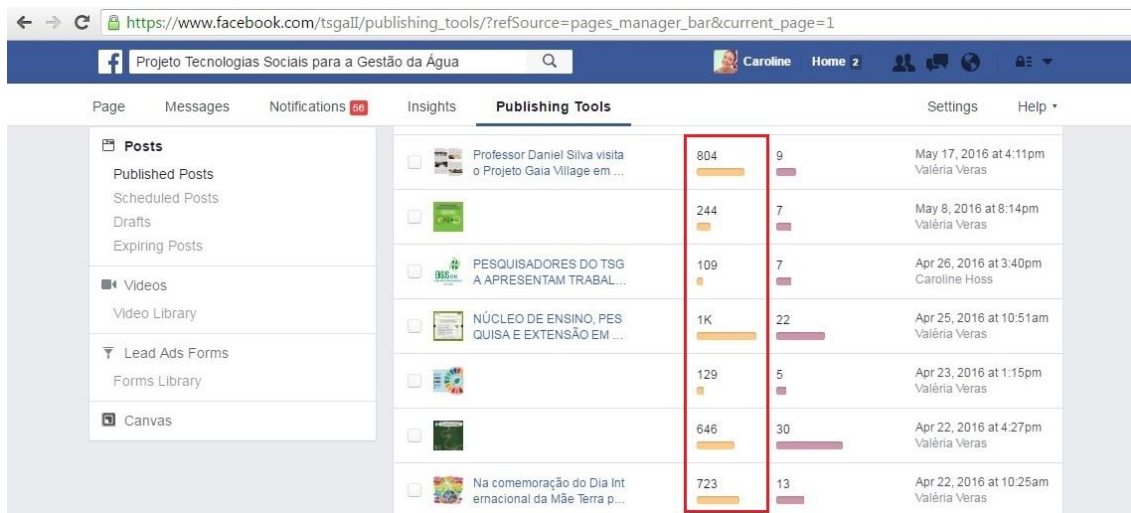 https://www.facebook.com/tsgaII/publishing_tools/?refSource=pages_manager_bar&current_page=1
Projeto Tecnologias Sociais para a Gestão da Água
Caroline Home 2
Page Messages Notifications 56 Insights Publishing Tools Settings Help
Posts
Published Posts
Scheduled Posts
Drafts
Expiring Posts
Videos
Video Library
Lead Ads Forms
Forms Library
Canvas
Professor Daniel Silva visita
o Projeto Gaia Village em ...
804
9
May 17, 2016 at 4:11pm
Valéria Veras
244
7
May 8, 2016 at 8:14pm
Valéria Veras
PESQUISADORES DO TSG
A APRESENTAM TRABAL...
109
7
Apr 26, 2016 at 3:40pm
Caroline Hoss
NÚCLEO DE ENSINO, PES
QUISA E EXTENSÃO EM ...
1K
22
Apr 25, 2016 at 10:51am
Valéria Veras
129
5
Apr 23, 2016 at 1:15pm
Valéria Veras
646
30
Apr 22, 2016 at 4:27pm
Valéria Veras
Na comemoração do Dia Int
ernacional da Mãe Terra p...
723
13
Apr 22, 2016 at 10:25am
Valéria Veras